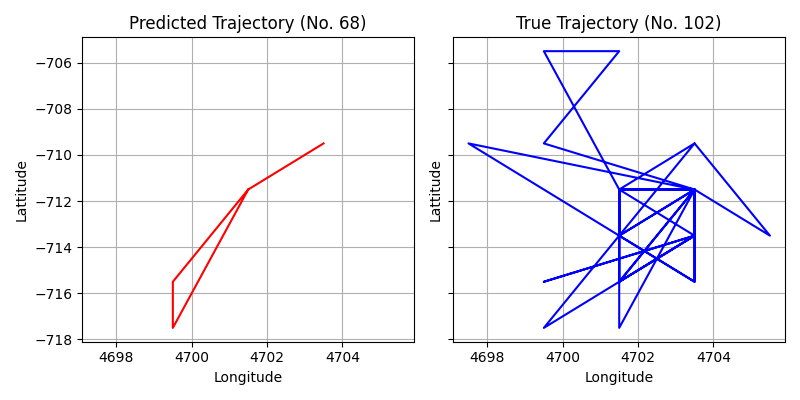 Predicted Trajectory (No. 68)
True Trajectory (No. 102)
Lattitude
−706
−708
−710
−712
−714
−716
−718
4698
4700
4702
4704
Longitude
Lattitude
4698
4700
4702
4704
Longitude